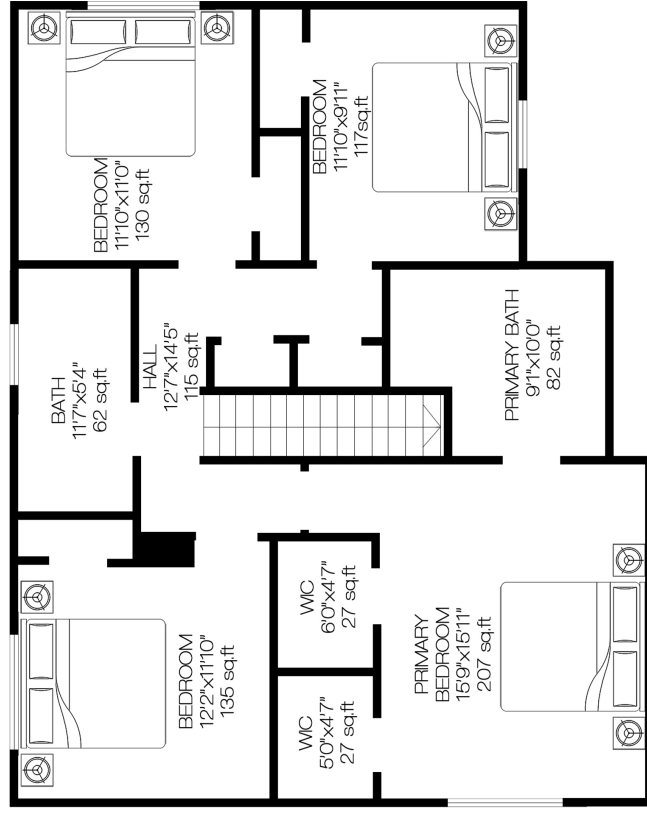 BEDROOM
11'10"x11'0"
130 sq.ft
BEDROOM
11'10"x9'11"
117sq.ft
BATH
11'7"x5'4"
62 sq.ft
HALL
12'7"x14'5"
115 sq.ft
PRIMARY BATH
9'1"x10'0"
82 sq.ft
BEDROOM
12'2"x11'10"
135 sq.ft
WIC
6'0"x4'7"
27 sq.ft
WIC
5'0"x4'7"
27 sq.ft
PRIMARY
BEDROOM
15'9"x15'11"
207 sq.ft